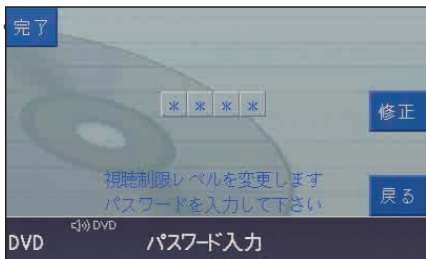 完了
* * * *
修正
視聴制限レベルを変更します
パスワードを入力して下さい
戻る
DVD
DVD パスワード入力